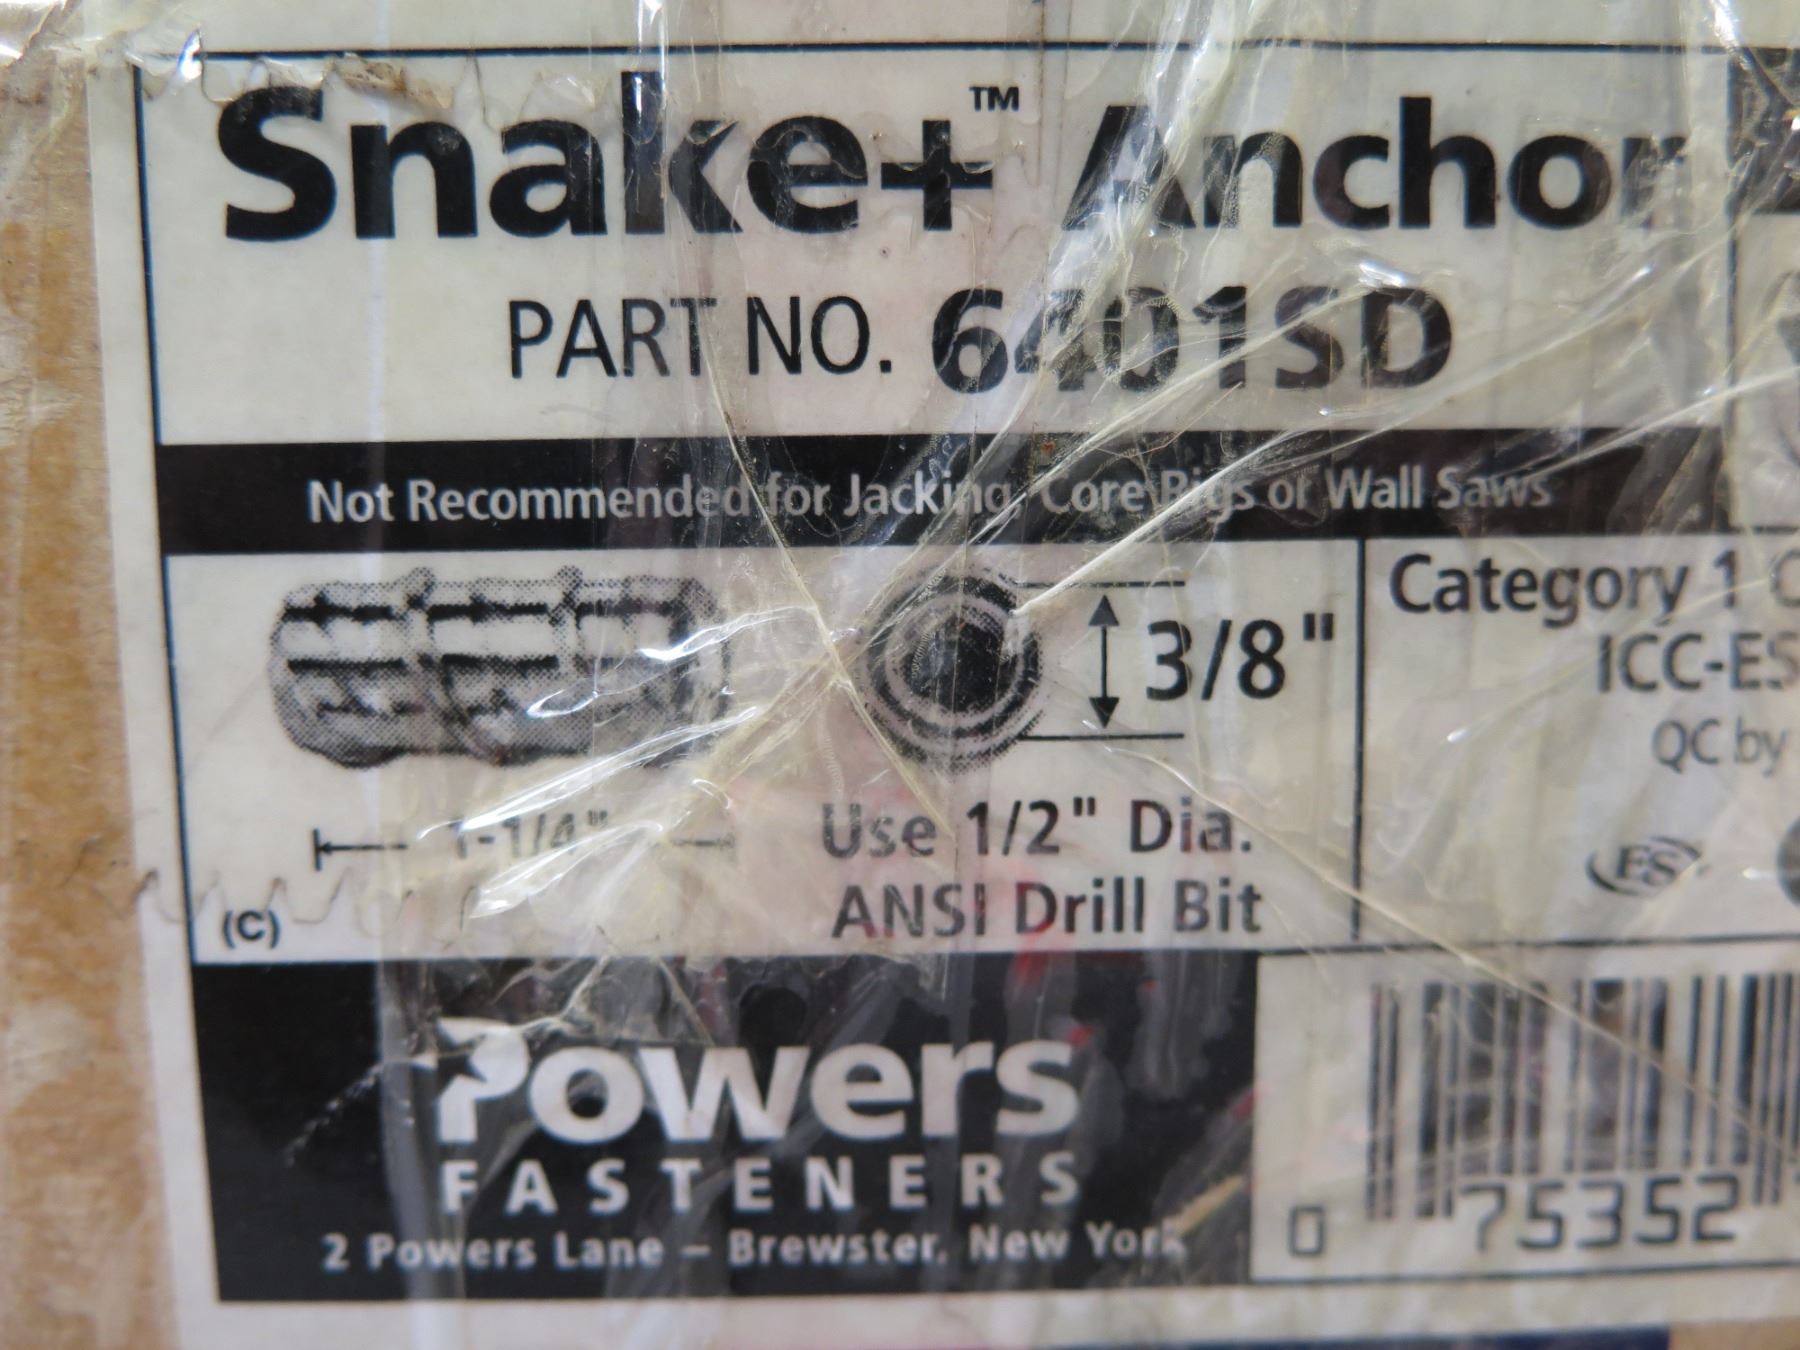 Snake+™ Anchor
PART NO. 6401SD
Not Recommended for Jacking, Core Rigs or Wall Saws
3/8"
1-1/4"
Use 1/2" Dia.
ANSI Drill Bit
(C)
Category 1
ICC-ES
QC by
ES
Powers
FASTENERS
2 Powers Lane – Brewster, New York
0 75352